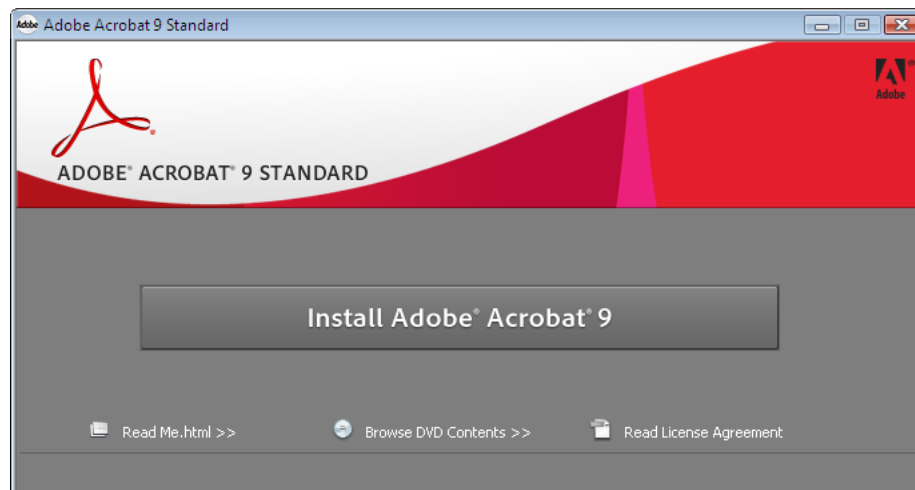 Adobe Adobe Acrobat 9 Standard
Adobe
ADOBE® ACROBAT® 9 STANDARD
Install Adobe® Acrobat® 9
Read Me.html >>
Browse DVD Contents >>
Read License Agreement